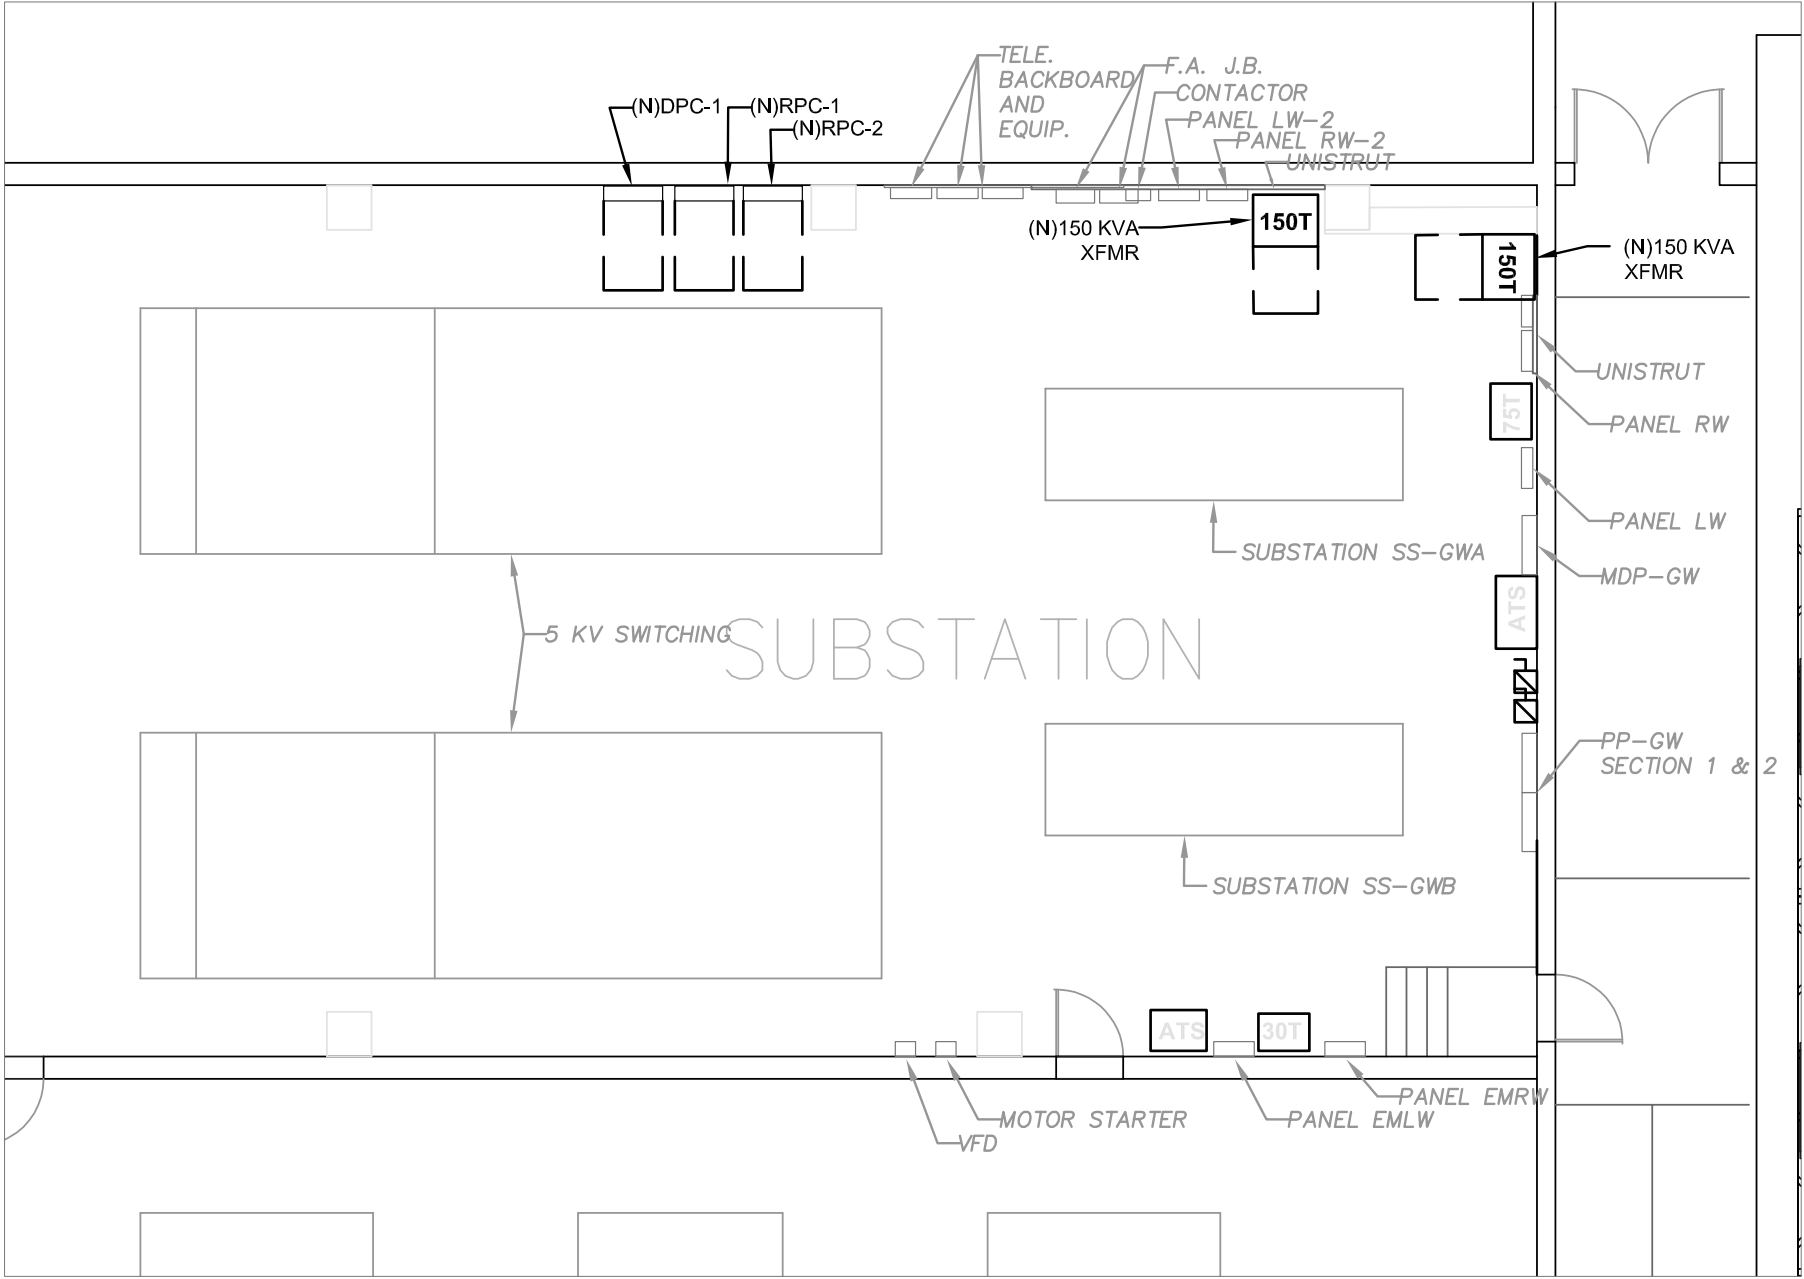 TELE.
BACKBOARD
AND
EQUIP.
F.A. J.B.
CONTACTOR
PANEL LW-2
PANEL RW-2
UNISTRUT
(N)DPC-1
(N)RPC-1
(N)RPC-2
(N)150 KVA
XFMR
150T
150T
(N)150 KVA
XFMR
UNISTRUT
75T
PANEL RW
PANEL LW
SUBSTATION SS-GWA
MDP-GW
ATS
5 KV SWITCHING
SUBSTATION
PP-GW
SECTION 1 & 2
SUBSTATION SS-GWB
ATS
30T
PANEL EMRW
MOTOR STARTER
PANEL EMLW
VFD